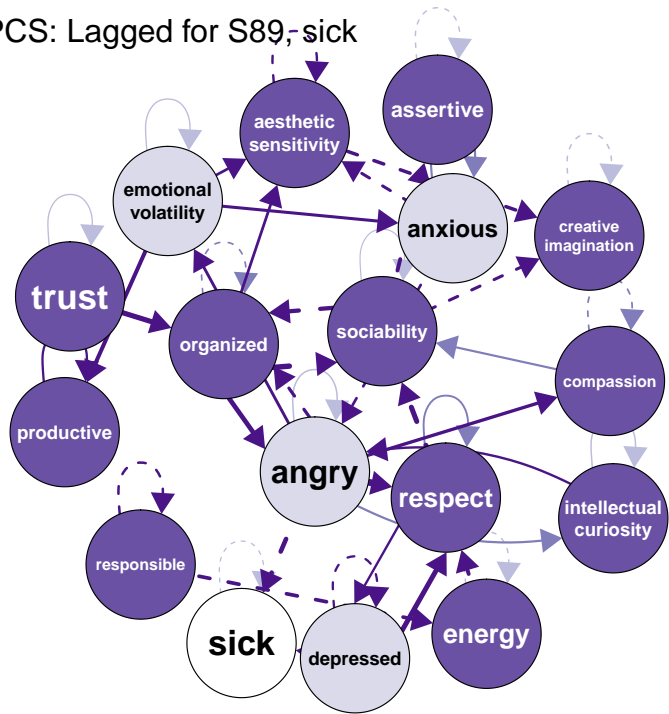 PCS: Lagged for S89, sick
aesthetic
sensitivity
assertive
emotional
volatility
anxious
creative
imagination
trust
organized
sociability
compassion
productive
angry
respect
intellectual
curiosity
responsible
sick
depressed
energy